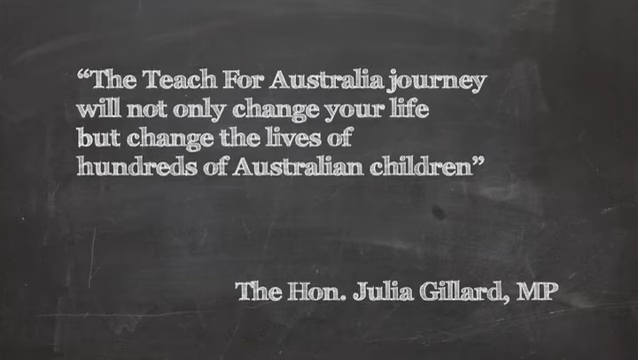 “The Teach For Australia journey
will not only change your life
but change the lives of
hundreds of Australian children”
The Hon. Julia Gillard, MP